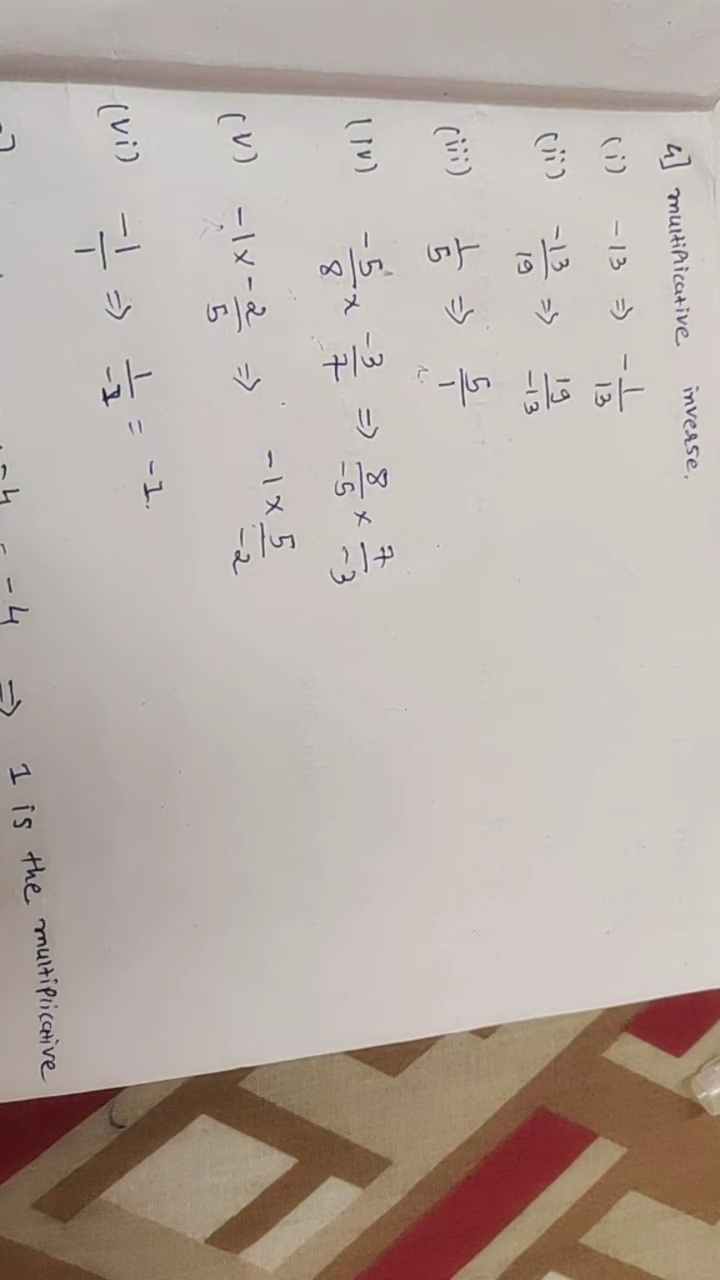 4] multiplicative inverse.
(i) -13 ⇒ -1/13
(ii) -13/19 ⇒ 19/-13
(iii) 1/5 ⇒ 5/1
(iv) -5/8 × -3/7 ⇒ 8/-5 × 7/-3
(v) -1 × -2/5 ⇒ -1 × 5/-2
(vi) -1/1 ⇒ 1/-1 = -1.
-4 = -4 ⇒ 1 is the multiplicative